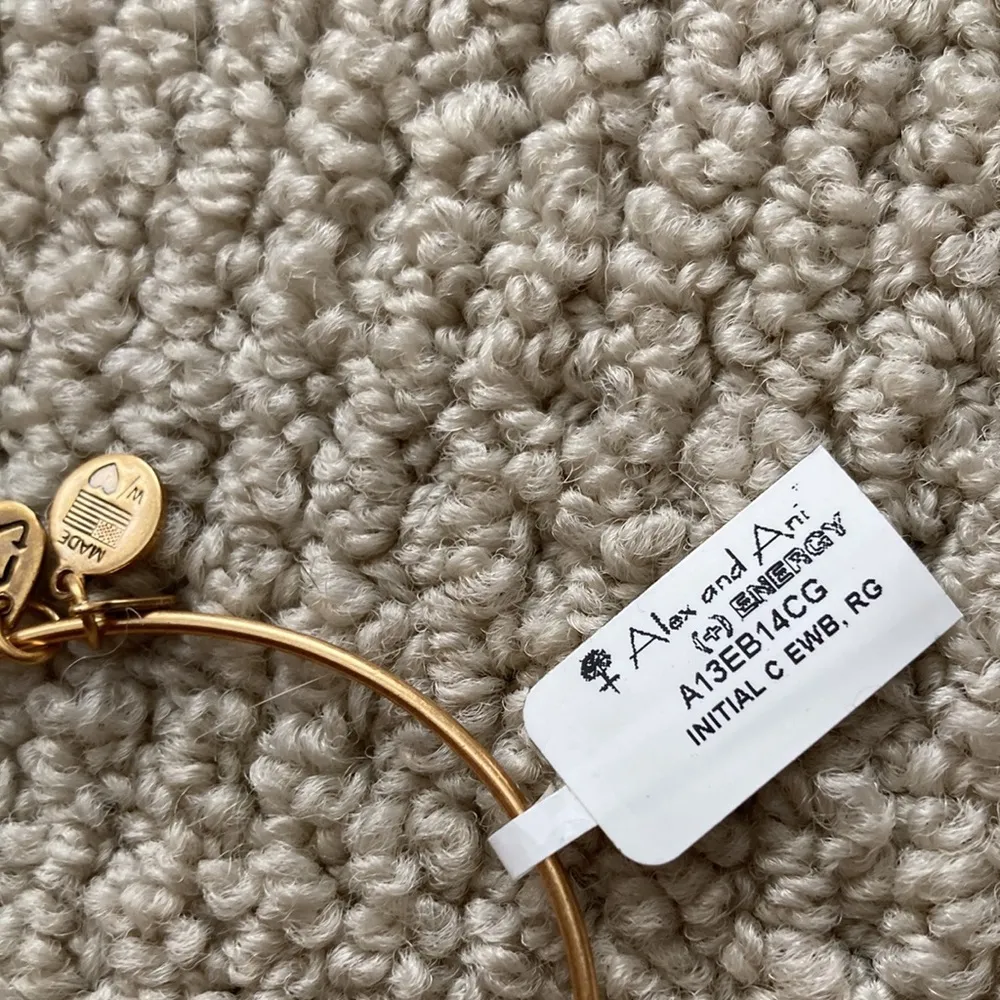 Alex and Ani
(+) ENERGY
A13EB14CG
INITIAL C EWB, RG
MADE
W/